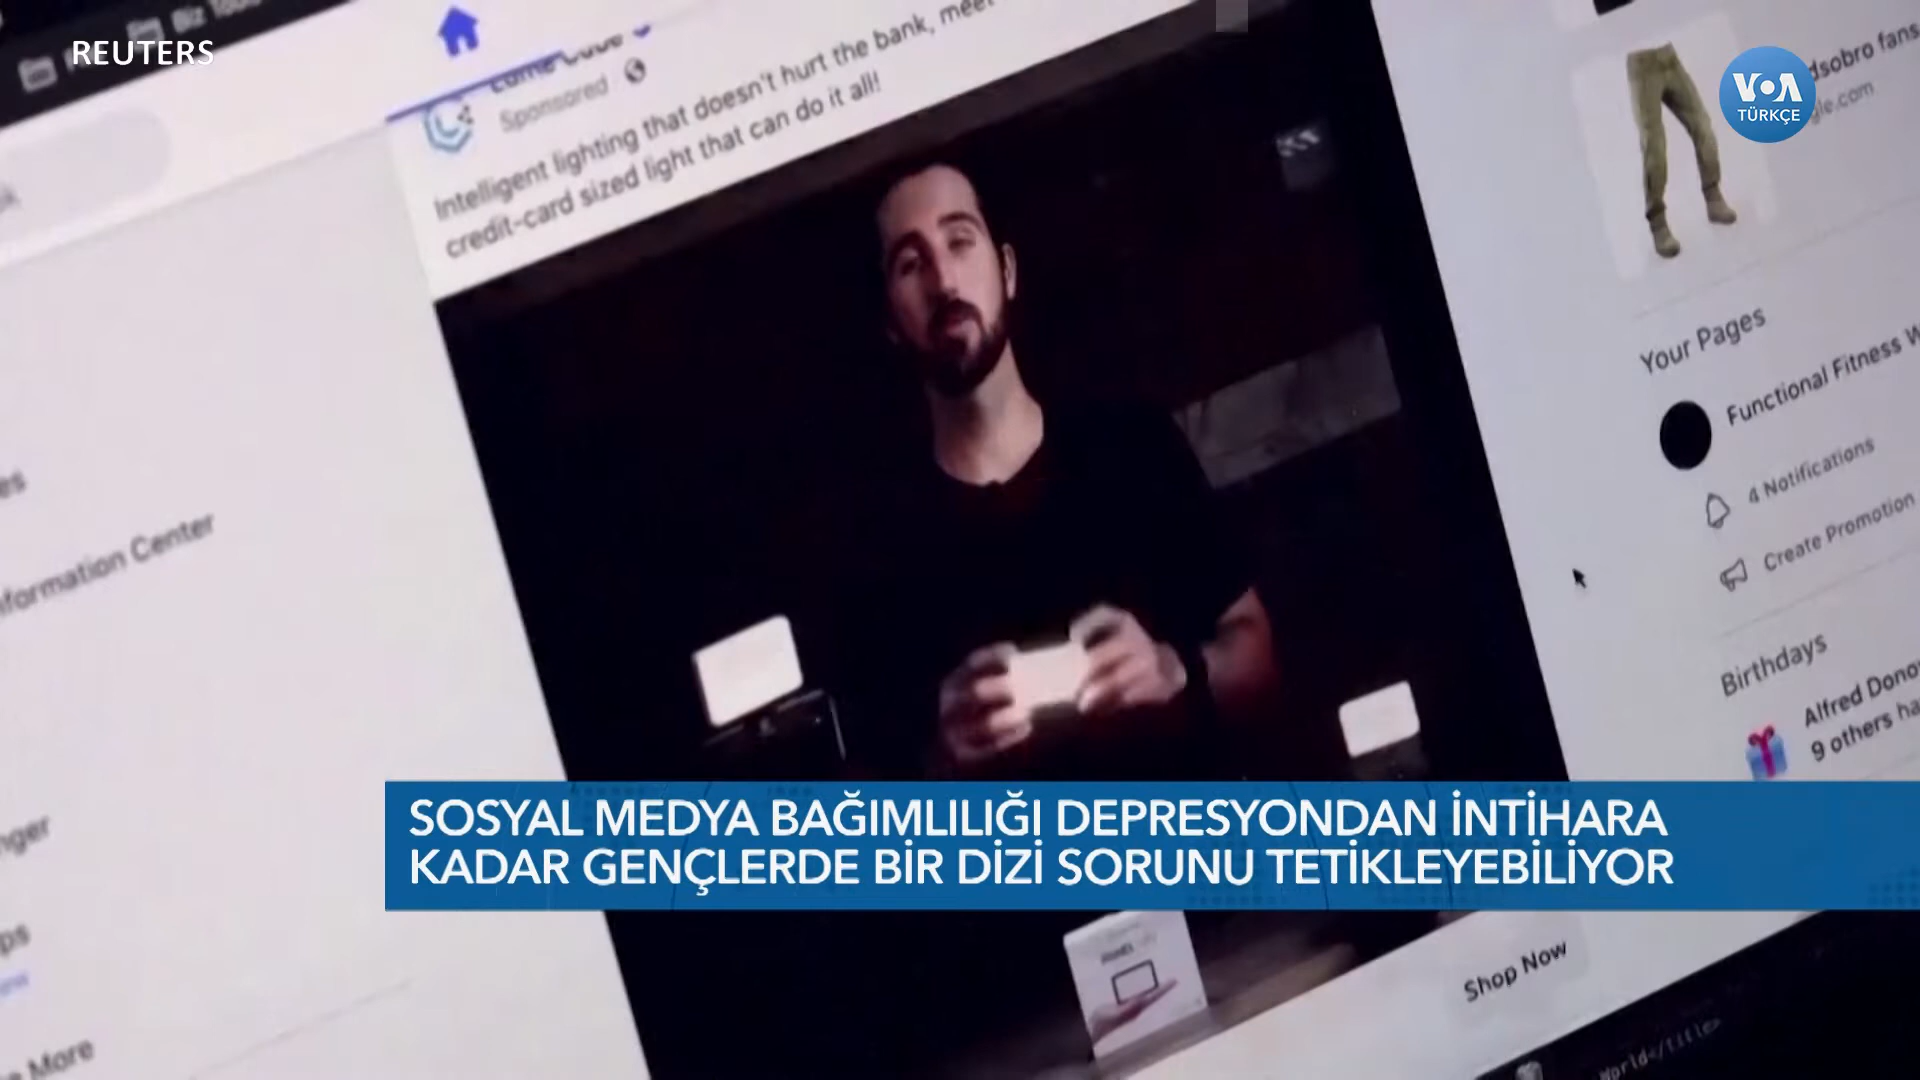 REUTERS
VOA
TÜRKÇE
Sponsored
Intelligent lighting that doesn't hurt the bank, meet
credit-card sized light that can do it all!
Your Pages
Functional Fitness W
4 Notifications
Create Promotion
Birthdays
Alfred Dono
9 others ha
formation Center
More
SOSYAL MEDYA BAĞIMLILIĞI DEPRESYONDAN İNTİHARA
KADAR GENÇLERDE BİR DİZİ SORUNU TETİKLEYEBİLİYOR
Shop Now